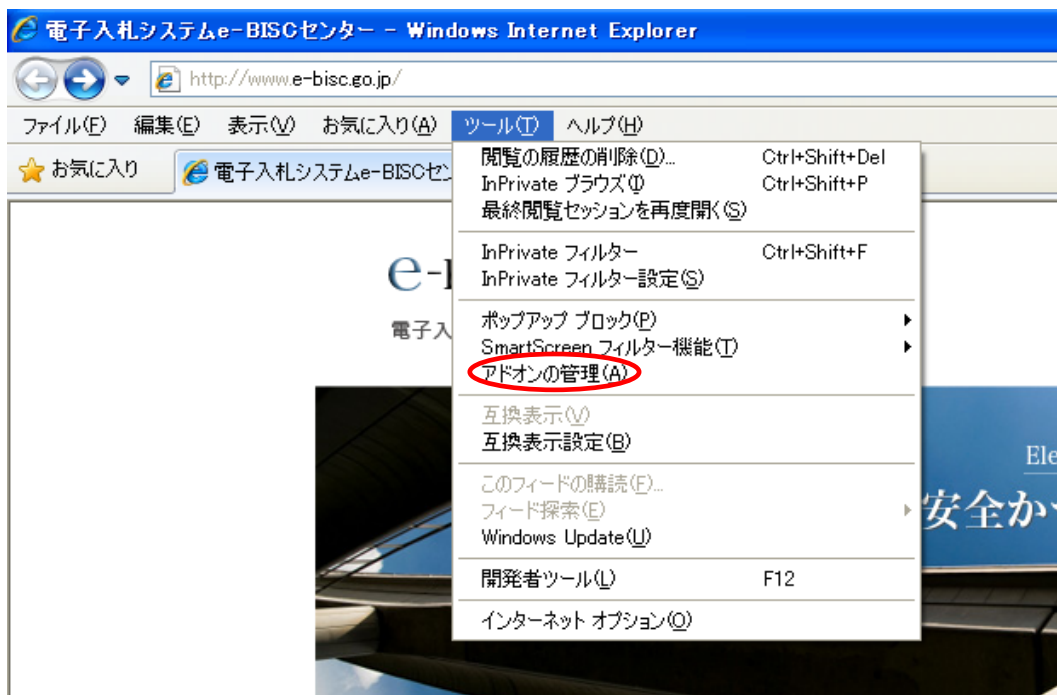 電子入札システムe-BISCセンター - Windows Internet Explorer
http://www.e-bisc.go.jp/
ファイル(F) 編集(E) 表示(V) お気に入り(A) ツール(T) ヘルプ(H)
お気に入り 電子入札システムe-BISCセ
閲覧の履歴の削除(D)... Ctrl+Shift+Del
InPrivate ブラウズ(I) Ctrl+Shift+P
最終閲覧セッションを再度開く(S)
InPrivate フィルター Ctrl+Shift+F
InPrivate フィルター設定(S)
ポップアップ ブロック(P)
SmartScreen フィルター機能(T)
アドオンの管理(A)
互換表示(V)
互換表示設定(B)
このフィードの購読(F)...
フィード探索(E)
Windows Update(U)
開発者ツール(L) F12
インターネット オプション(O)
e-
電子入
Ele
安全か